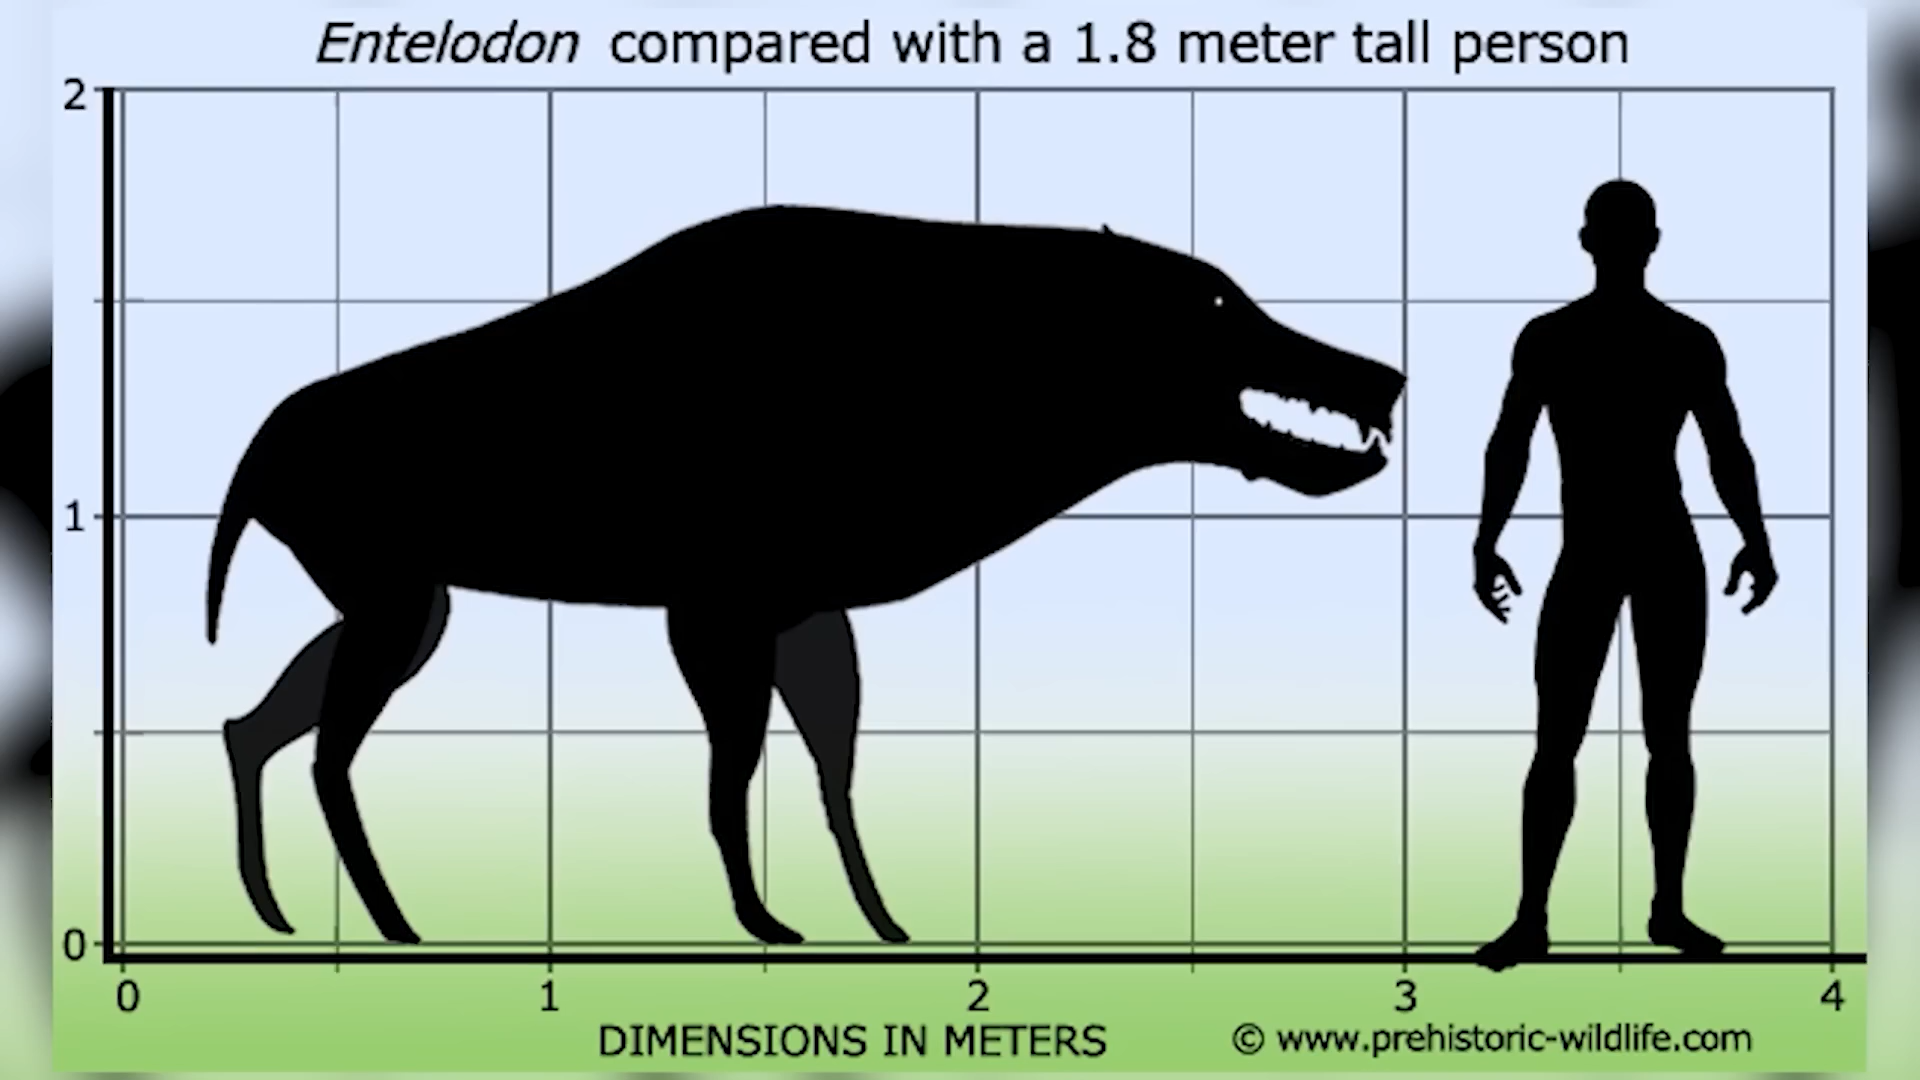 Entelodon compared with a 1.8 meter tall person
2
1
0
0 1 2 3 4
DIMENSIONS IN METERS
© www.prehistoric-wildlife.com